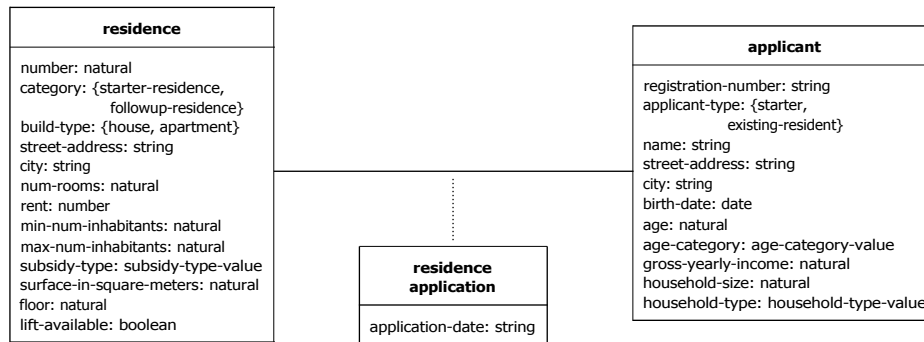 residence
number: natural
category: {starter-residence,
followup-residence}
build-type: {house, apartment}
street-address: string
city: string
num-rooms: natural
rent: number
min-num-inhabitants: natural
max-num-inhabitants: natural
subsidy-type: subsidy-type-value
surface-in-square-meters: natural
floor: natural
lift-available: boolean
residence
application
application-date: string
applicant
registration-number: string
applicant-type: {starter,
existing-resident}
name: string
street-address: string
city: string
birth-date: date
age: natural
age-category: age-category-value
gross-yearly-income: natural
household-size: natural
household-type: household-type-value